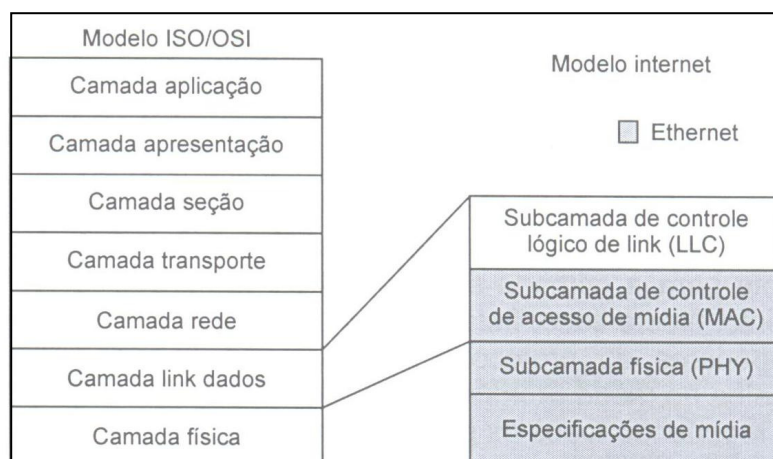 Modelo ISO/OSI
Camada aplicação
Camada apresentação
Camada seção
Camada transporte
Camada rede
Camada link dados
Camada física
Modelo internet
Ethernet
Subcamada de controle
lógico de link (LLC)
Subcamada de controle
de acesso de mídia (MAC)
Subcamada física (PHY)
Especificações de mídia